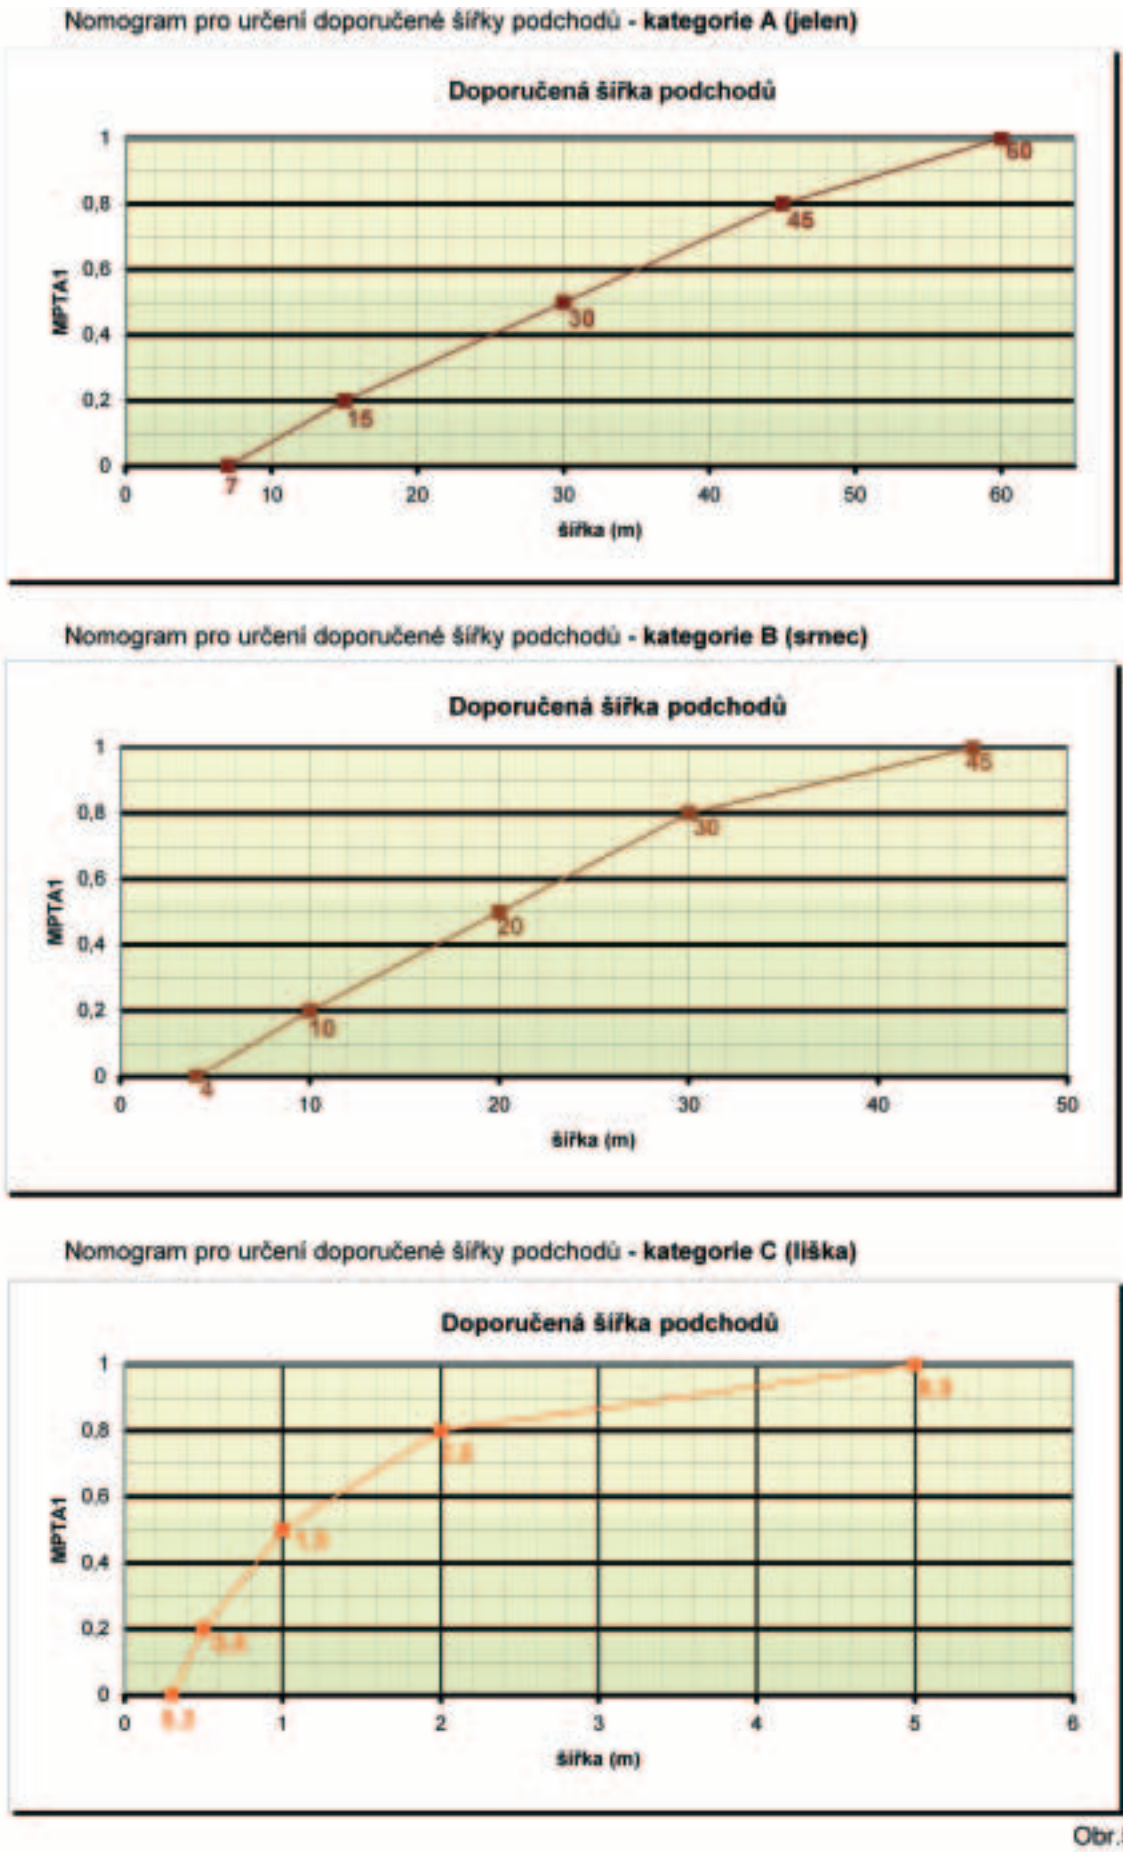 Nomogram pro určení doporučené šířky podchodů - kategorie A (jelen)
Doporučená šířka podchodů
1
0,8
0,6
0,4
0,2
0
MPTA1
60
45
30
15
7
0 10 20 30 40 50 60
šířka (m)
Nomogram pro určení doporučené šířky podchodů - kategorie B (srnec)
Doporučená šířka podchodů
1
0,8
0,6
0,4
0,2
0
MPTA1
45
30
20
10
4
0 10 20 30 40 50
šířka (m)
Nomogram pro určení doporučené šířky podchodů - kategorie C (liška)
Doporučená šířka podchodů
1
0,8
0,6
0,4
0,2
0
MPTA1
0 1 2 3 4 5 6
šířka (m)